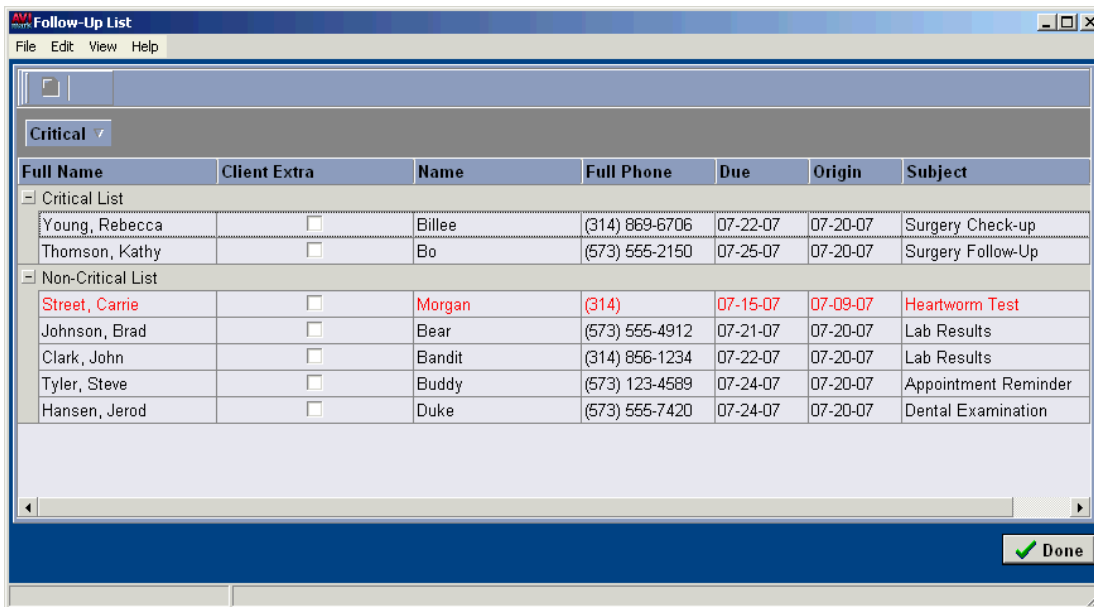 AVI mark Follow-Up List
File Edit View Help
Critical
Full Name Client Extra Name Full Phone Due Origin Subject
Critical List
Young, Rebecca Billee (314) 869-6706 07-22-07 07-20-07 Surgery Check-up
Thomson, Kathy Bo (573) 555-2150 07-25-07 07-20-07 Surgery Follow-Up
Non-Critical List
Street, Carrie Morgan (314) 07-15-07 07-09-07 Heartworm Test
Johnson, Brad Bear (573) 555-4912 07-21-07 07-20-07 Lab Results
Clark, John Bandit (314) 856-1234 07-22-07 07-20-07 Lab Results
Tyler, Steve Buddy (573) 123-4589 07-24-07 07-20-07 Appointment Reminder
Hansen, Jerod Duke (573) 555-7420 07-24-07 07-20-07 Dental Examination
Done